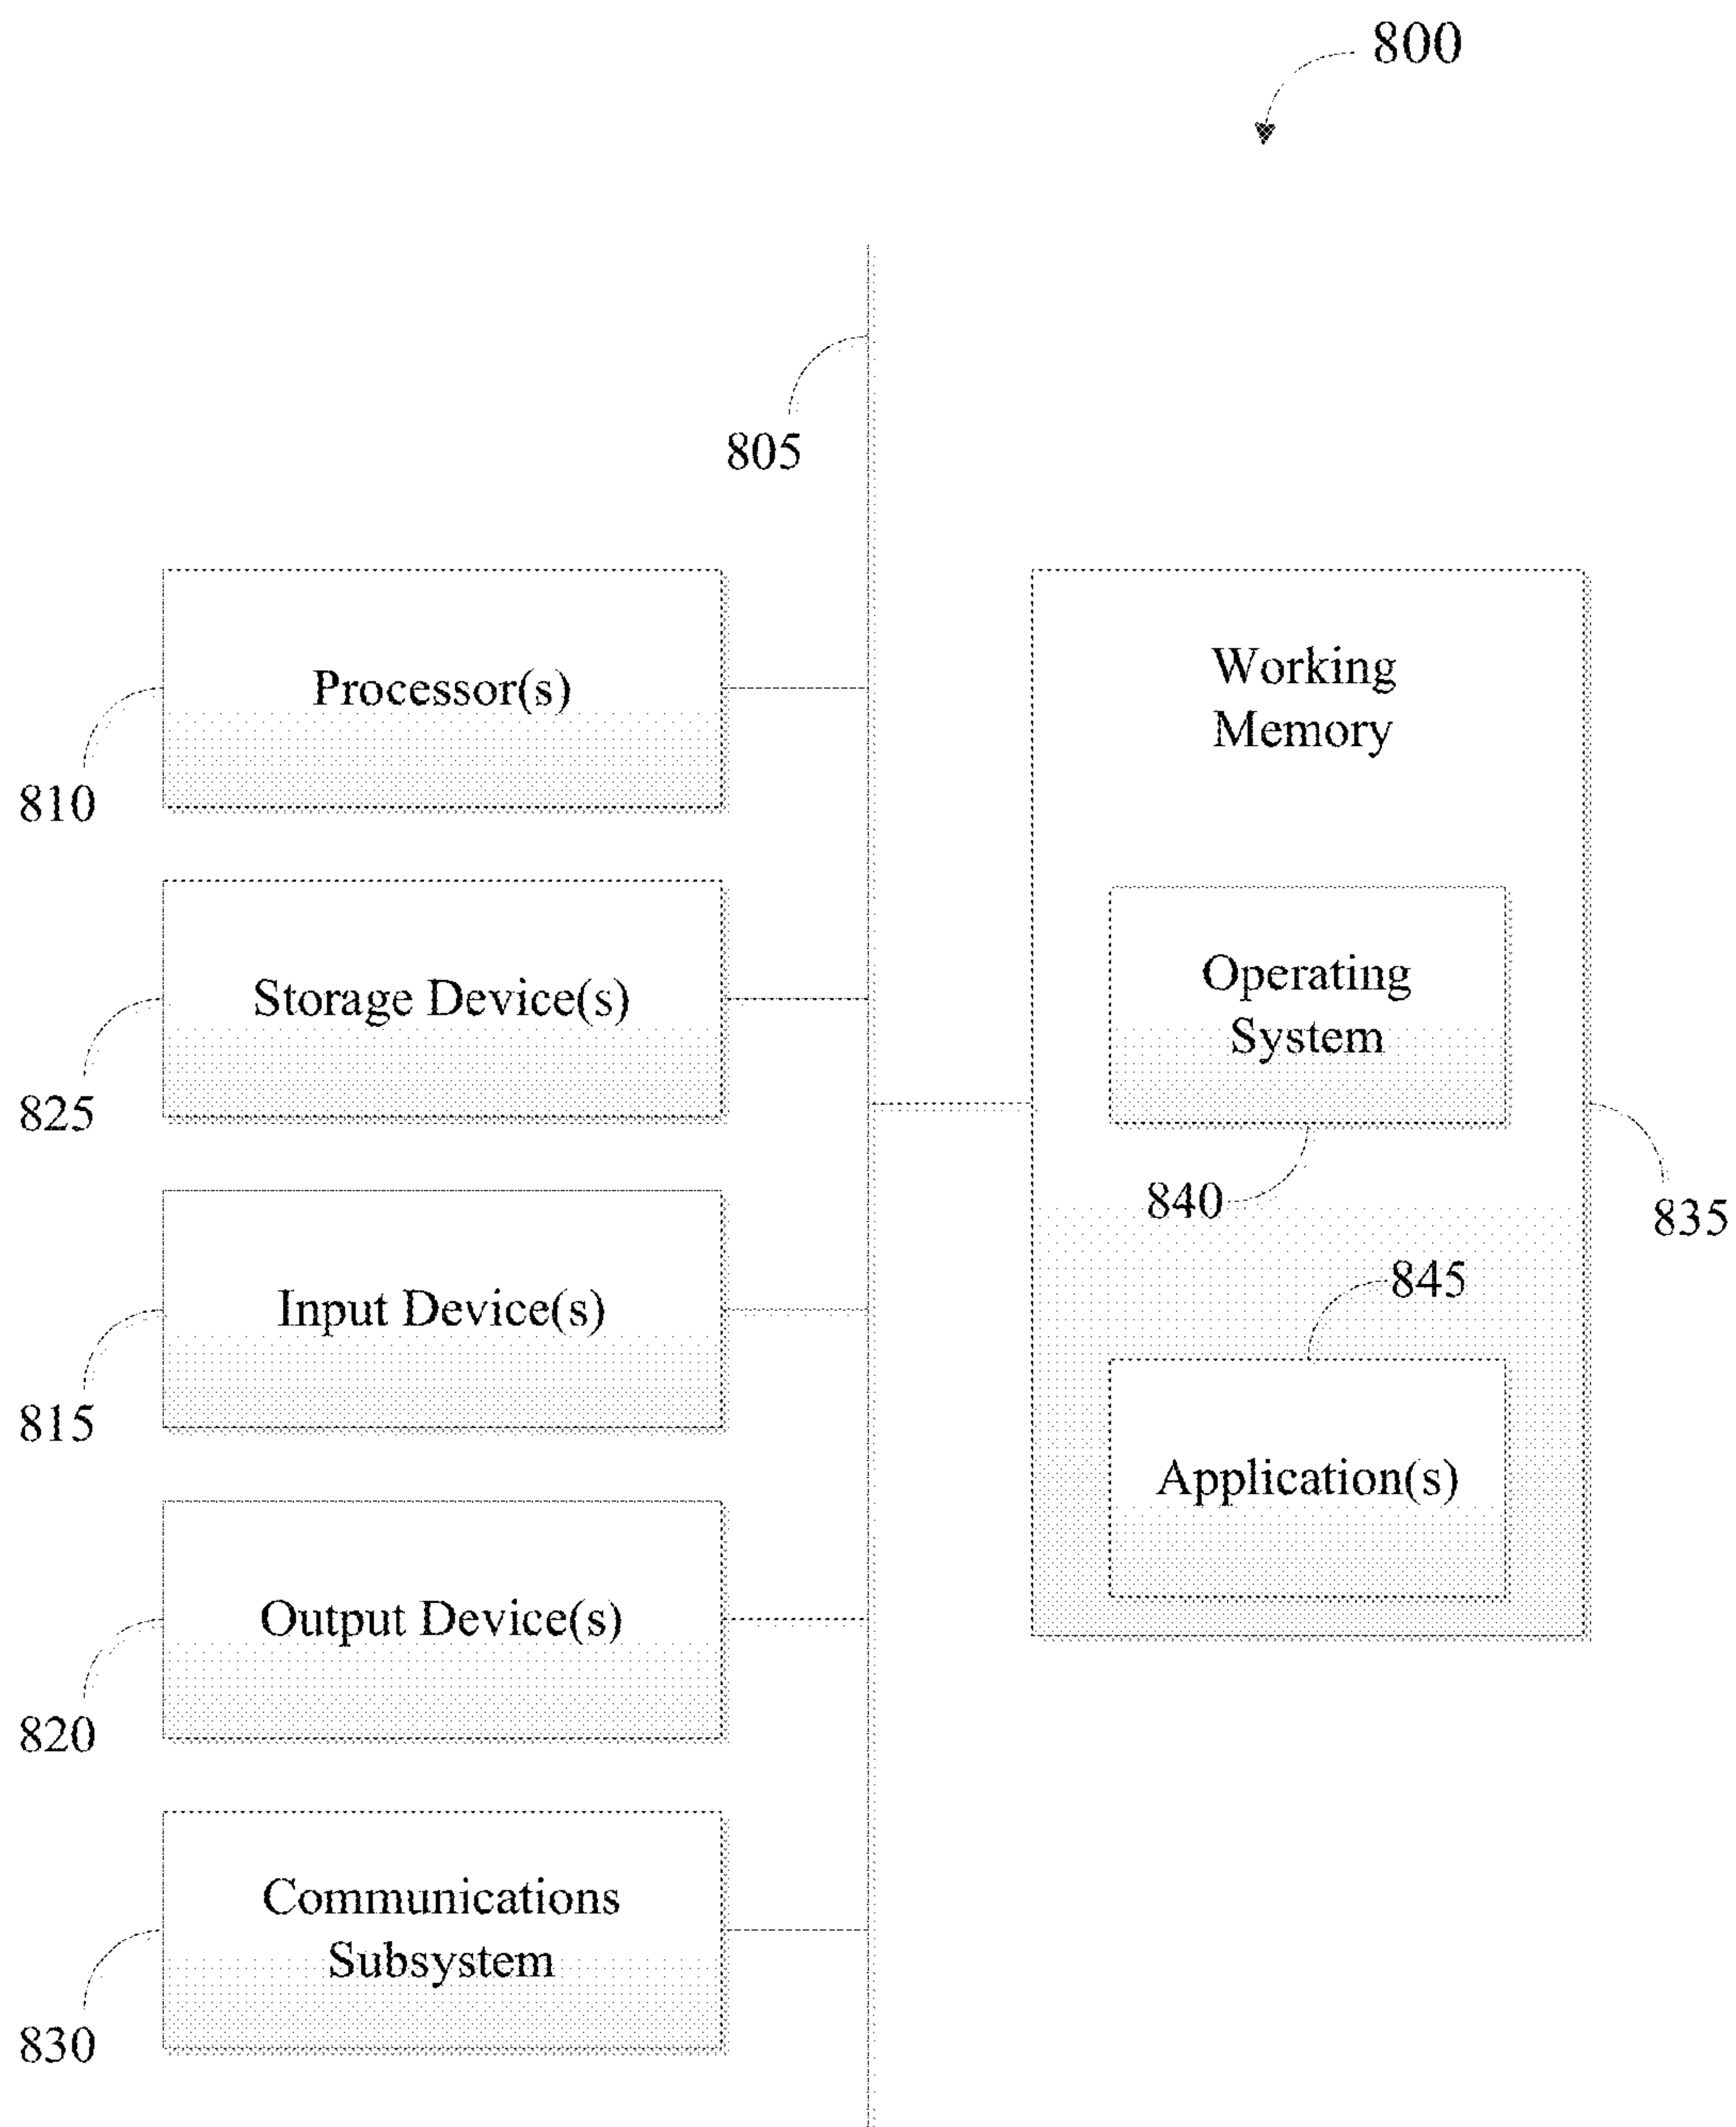 800
805
Processor(s)
810
Storage Device(s)
825
Input Device(s)
815
Output Device(s)
820
Communications
Subsystem
830
Working
Memory
Operating
System
840
835
845
Application(s)